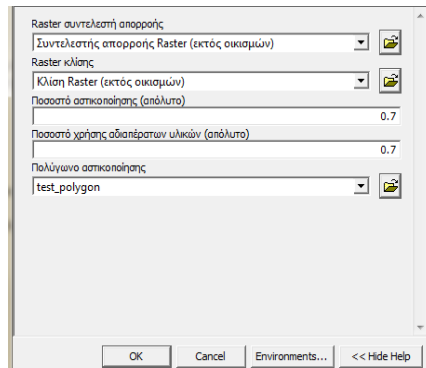 Raster συντελεστή απορροής
Συντελεστής απορροής Raster (εκτός οικισμών)
Raster κλίσης
Κλίση Raster (εκτός οικισμών)
Ποσοστό αστικοποίησης (απόλυτο)
0.7
Ποσοστό χρήσης αδιαπέρατων υλικών (απόλυτο)
0.7
Πολύγωνο αστικοποίησης
test_polygon
OK Cancel Environments... << Hide Help